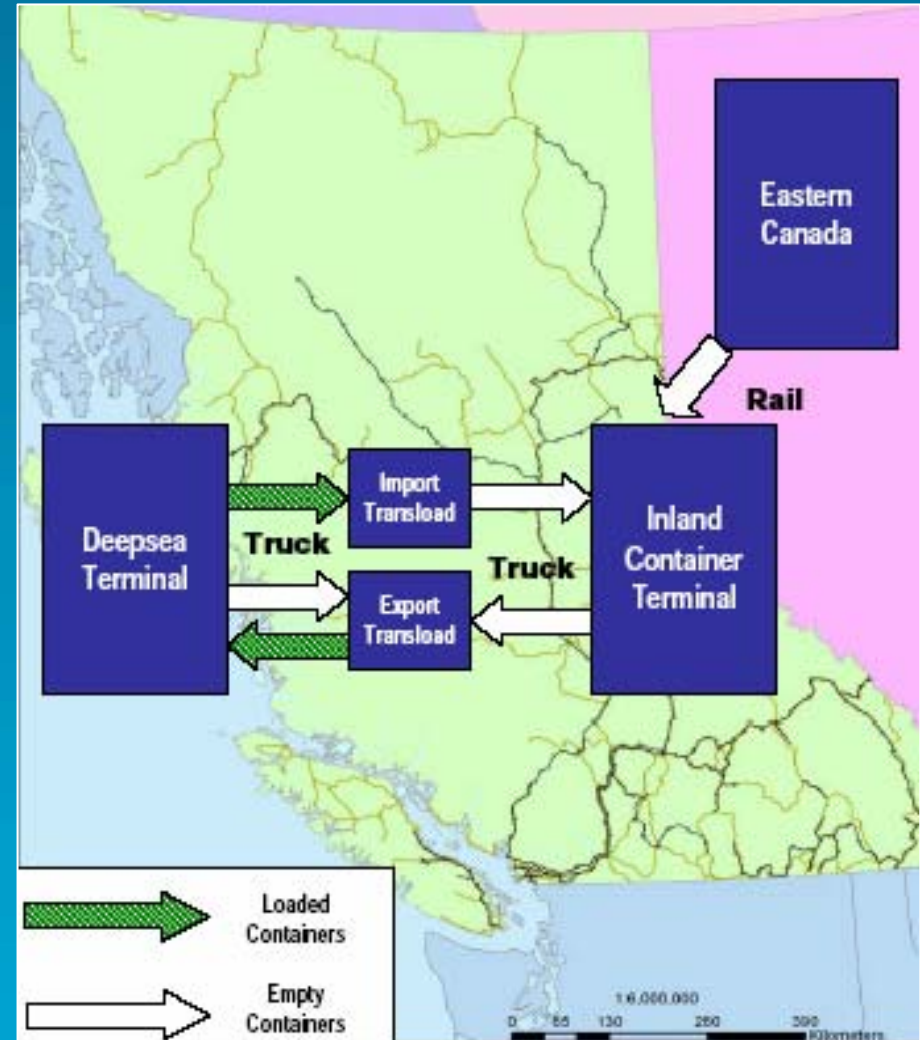 Eastern
Canada
Rail
Import
Transload
Deepsea
Terminal
Truck
Truck
Inland
Container
Terminal
Export
Transload
Loaded
Containers
Empty
Containers
1:6,000,000
0 65 130 260 390
Kilometers